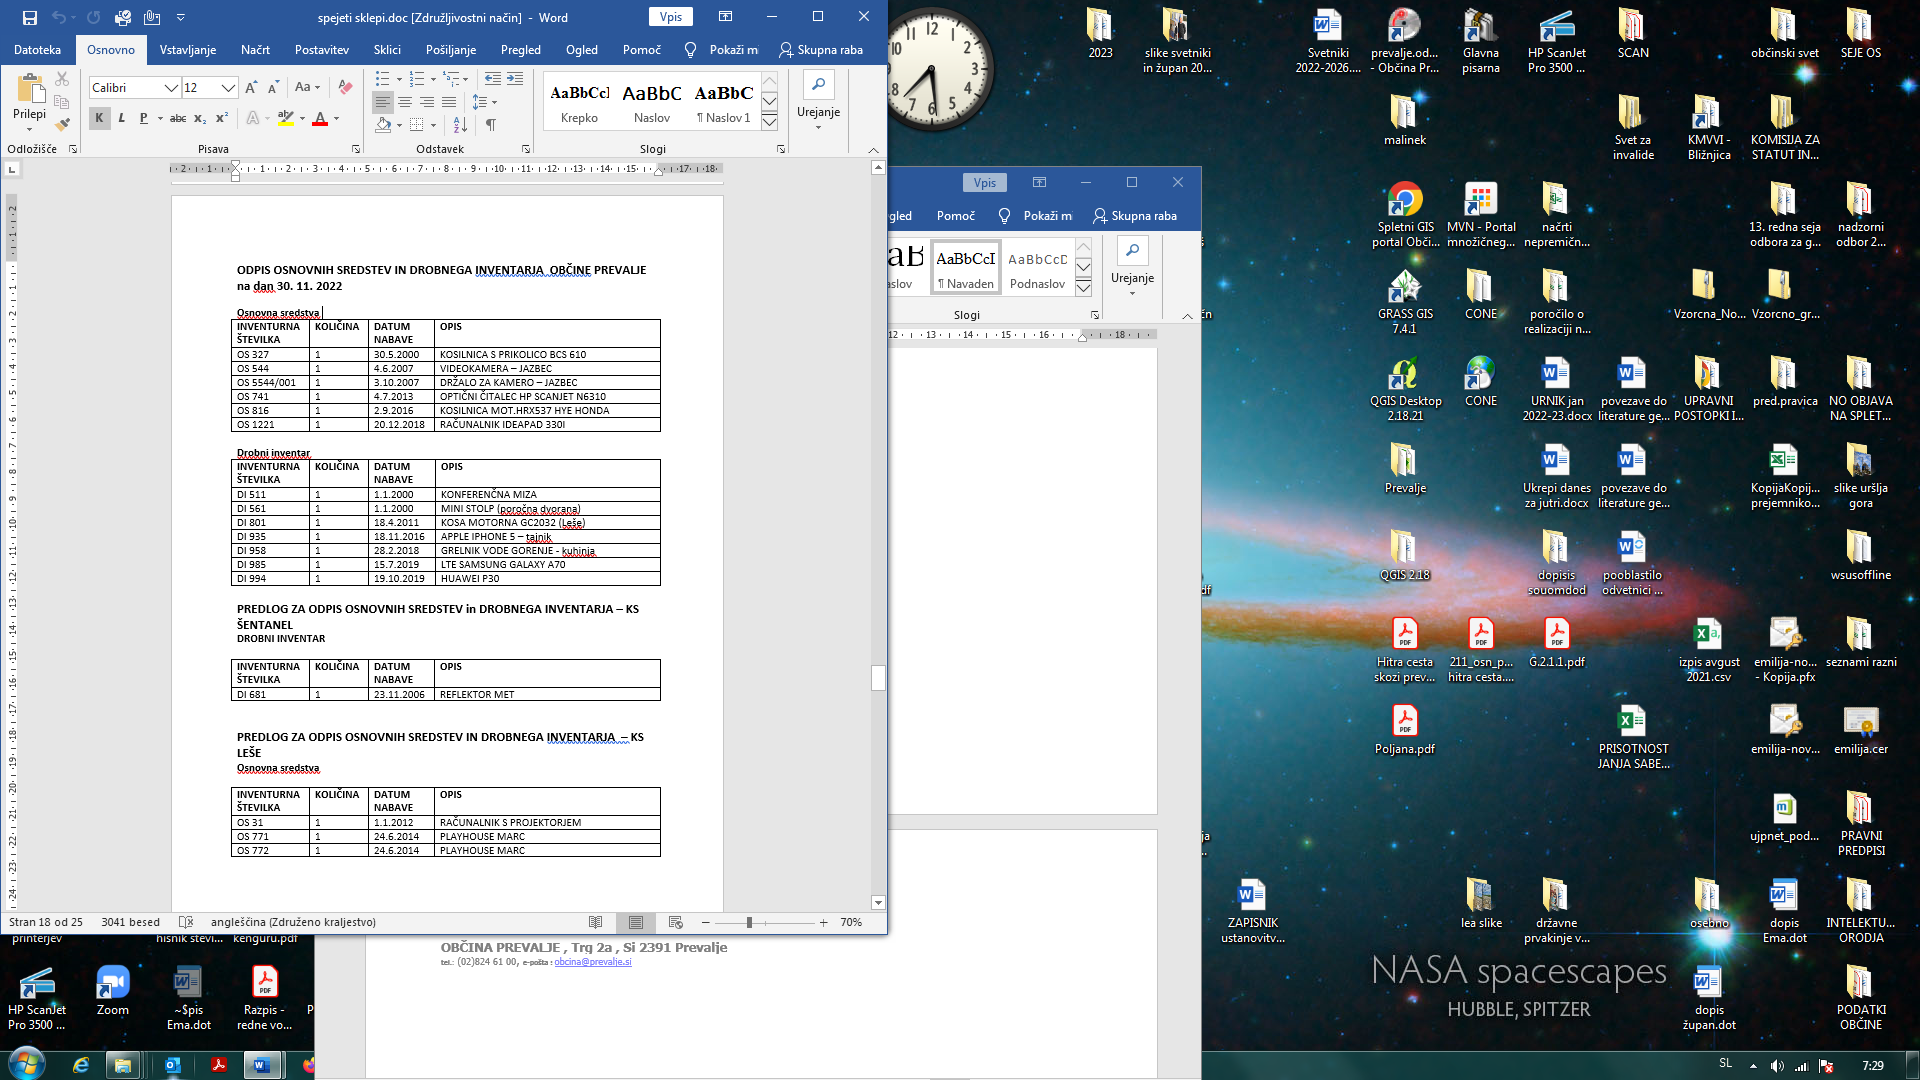 spejeti sklepi.doc [Združljivostni način] - Word
Vpis
Datoteka Osnovno Vstavljanje Načrt Postavitev Sklici Pošiljanje Pregled Ogled Pomoč Pokaži mi Skupna raba
Prilepi
Odložišče
Calibri 12
K L P abc x₂ x²
Pisava
Odstavek
AaBbCcI AaBbC AaBbC
Krepko Naslov ¶ Naslov 1
Slogi
Urejanje
ODPIS OSNOVNIH SREDSTEV IN DROBNEGA INVENTARJA OBČINE PREVALJE
na dan 30. 11. 2022
Osnovna sredstva
INVENTURNA ŠTEVILKA KOLIČINA DATUM NABAVE OPIS
OS 327 1 30.5.2000 KOSILNICA S PRIKOLICO BCS 610
OS 544 1 4.6.2007 VIDEOKAMERA – JAZBEC
OS 5544/001 1 3.10.2007 DRŽALO ZA KAMERO – JAZBEC
OS 741 1 4.7.2013 OPTIČNI ČITALEC HP SCANJET N6310
OS 816 1 2.9.2016 KOSILNICA MOT.HRX537 HYE HONDA
OS 1221 1 20.12.2018 RAČUNALNIK IDEAPAD 330I
Drobni inventar
INVENTURNA ŠTEVILKA KOLIČINA DATUM NABAVE OPIS
DI 511 1 1.1.2000 KONFERENČNA MIZA
DI 561 1 1.1.2000 MINI STOLP (poročna dvorana)
DI 801 1 18.4.2011 KOSA MOTORNA GC2032 (Leše)
DI 935 1 18.11.2016 APPLE IPHONE 5 – tajnik
DI 958 1 28.2.2018 GRELNIK VODE GORENJE - kuhinja
DI 985 1 15.7.2019 LTE SAMSUNG GALAXY A70
DI 994 1 19.10.2019 HUAWEI P30
PREDLOG ZA ODPIS OSNOVNIH SREDSTEV in DROBNEGA INVENTARJA – KS
ŠENTANEL
DROBNI INVENTAR
INVENTURNA ŠTEVILKA KOLIČINA DATUM NABAVE OPIS
DI 681 1 23.11.2006 REFLEKTOR MET
PREDLOG ZA ODPIS OSNOVNIH SREDSTEV IN DROBNEGA INVENTARJA – KS
LEŠE
Osnovna sredstva
INVENTURNA ŠTEVILKA KOLIČINA DATUM NABAVE OPIS
OS 31 1 1.1.2012 RAČUNALNIK S PROJEKTORJEM
OS 771 1 24.6.2014 PLAYHOUSE MARC
OS 772 1 24.6.2014 PLAYHOUSE MARC
Stran 18 od 25 3041 besed angleščina (Združeno kraljestvo) 70%
Vpis
gled Pomoč Pokaži mi Skupna raba
AaBbCcI AaBbCcD
slov ¶ Navaden Podnaslov
Slogi
Urejanje
OBČINA PREVALJE , Trg 2a , Si 2391 Prevalje
tel.: (02)824 61 00, e-pošta : obcina@prevalje.si
2023
slike svetniki in župan 20...
Svetniki 2022-2026....
prevalje.od... - Občina Pr...
Glavna pisarna
HP ScanJet Pro 3500 ...
SCAN
občinski svet
SEJE OS
malinek
Svet za invalide
KMVVI - Bližnjica
KOMISIJA ZA STATUT IN...
Spletni GIS portal Obči...
MVN - Portal množičneg...
načrti nepremičn...
13. redna seja odbora za g...
nadzorni odbor 2...
GRASS GIS 7.4.1
CONE
poročilo o realizaciji n...
Vzorcna_No...
Vzorcno_gr...
QGIS Desktop 2.18.21
CONE
URNIK jan 2022-23.docx
povezave do literature ge...
UPRAVNI POSTOPKI I...
pred.pravica
NO OBJAVA NA SPLET...
Prevalje
Ukrepi danes za jutri.docx
povezave do literature ge...
KopijaKopij... prejemniko...
slike uršlja gora
QGIS 2.18
dopisis souomdod
pooblastilo odvetnici ...
wsusoffline
Hitra cesta skozi prev...
211_osn_p... hitra cesta....
G.2.1.1.pdf
izpis avgust 2021.csv
emilija-no... - Kopija.pfx
seznami razni
Poljana.pdf
PRISOTNOST JANJA SABE...
emilija-nov...
emilija.cer
ujpnet_pod...
PRAVNI PREDPISI
ZAPISNIK ustanovitv...
lea slike
državne prvakinje v...
osebno
dopis Ema.dot
INTELEKTU... ORODJA
dopis župan.dot
PODATKI OBČINE
printerjev
hisnik stevi...
kenguru.pdf
HP ScanJet Pro 3500 ...
Zoom
~$pis Ema.dot
Razpis - redne vo...
NASA spacescapes
HUBBLE, SPITZER
SL 7:29